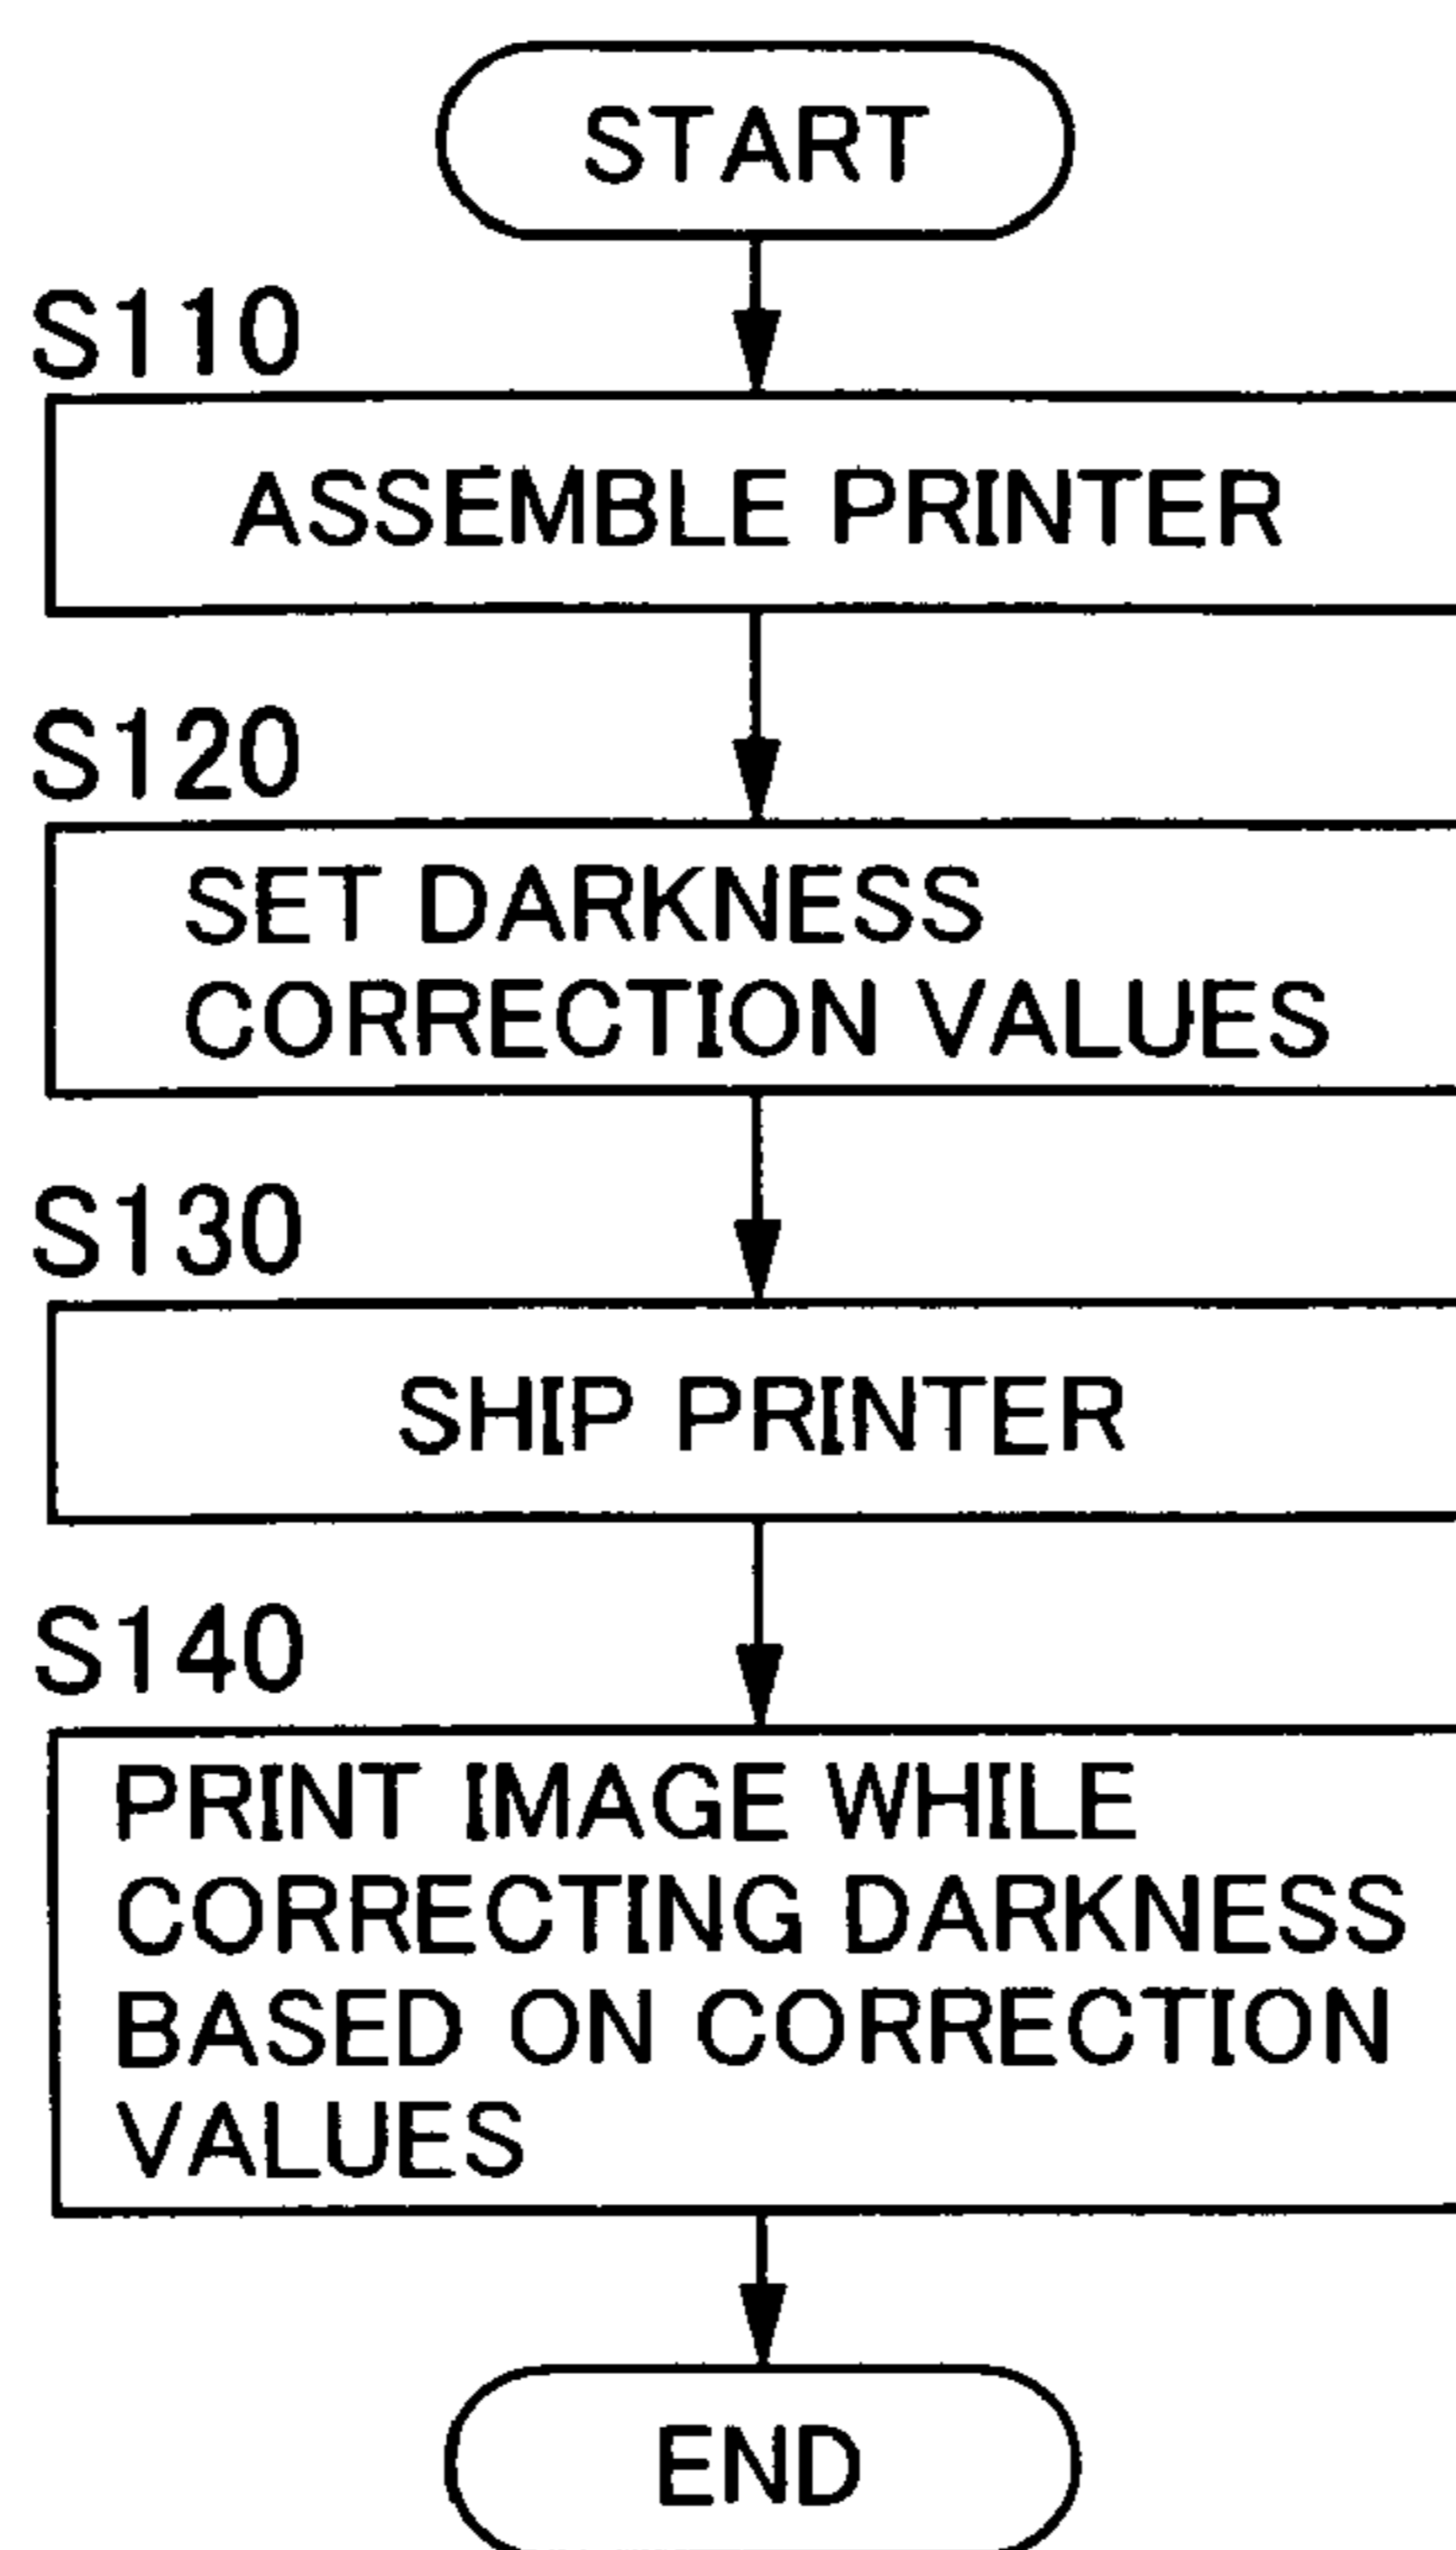 START
S110
ASSEMBLE PRINTER
S120
SET DARKNESS
CORRECTION VALUES
S130
SHIP PRINTER
S140
PRINT IMAGE WHILE
CORRECTING DARKNESS
BASED ON CORRECTION
VALUES
END